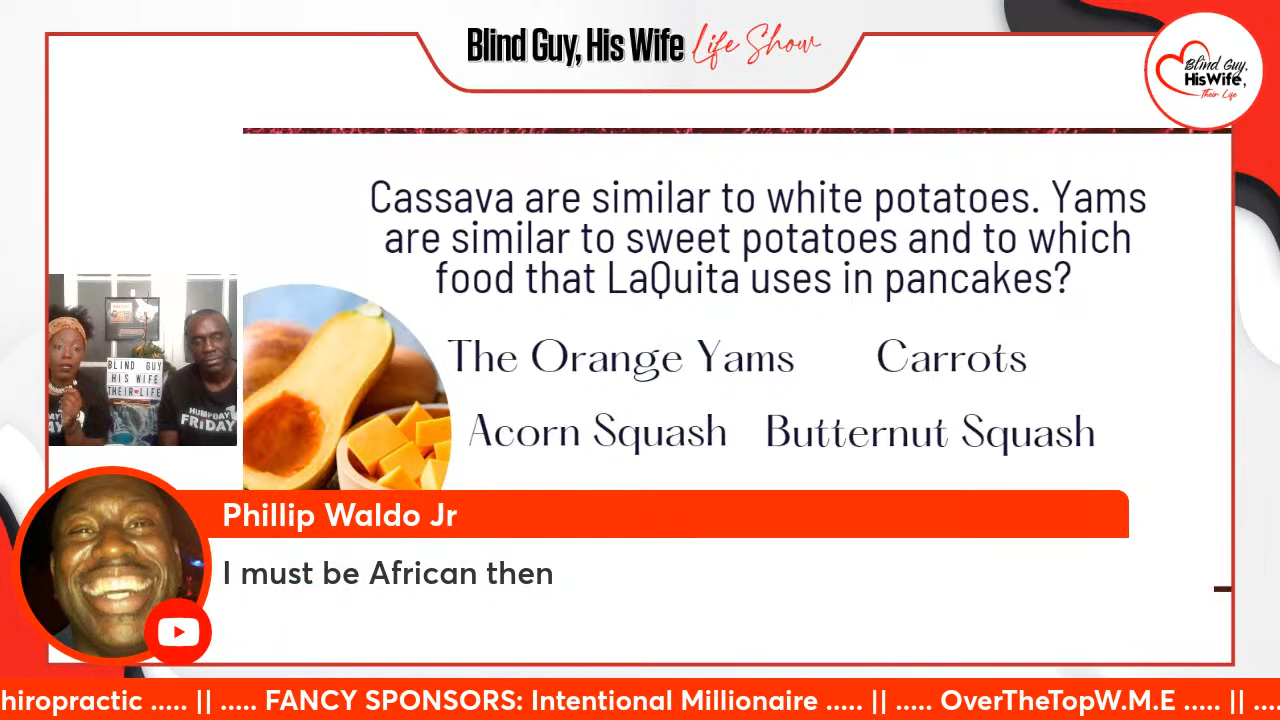 Blind Guy, His Wife Life Show
Blind Guy,
HisWife,
Their Life
Cassava are similar to white potatoes. Yams
are similar to sweet potatoes and to which
food that LaQuita uses in pancakes?
The Orange Yams
Carrots
Acorn Squash
Butternut Squash
BLIND GUY
HIS WIFE
THEIR LIFE
HUMPDAY
FRIDAY
Phillip Waldo Jr
I must be African then
hiropractic ..... || ..... FANCY SPONSORS: Intentional Millionaire ..... || ..... OverTheTopW.M.E ..... || ....